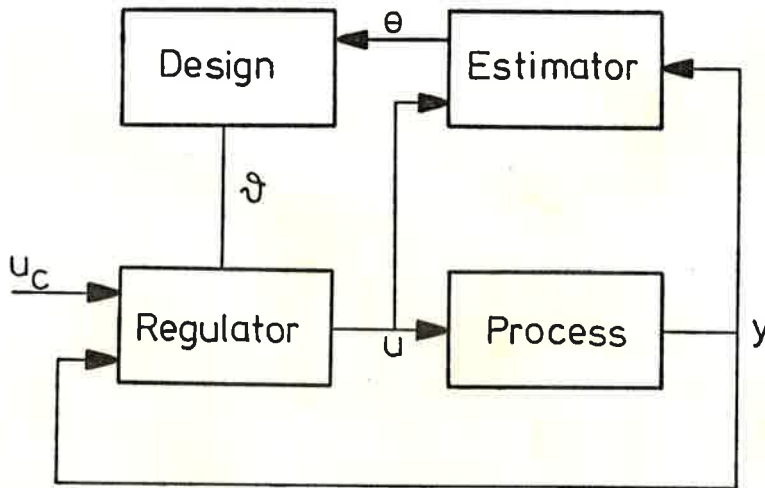 Design
θ
Estimator
ϑ
u_c
Regulator
u
Process
y